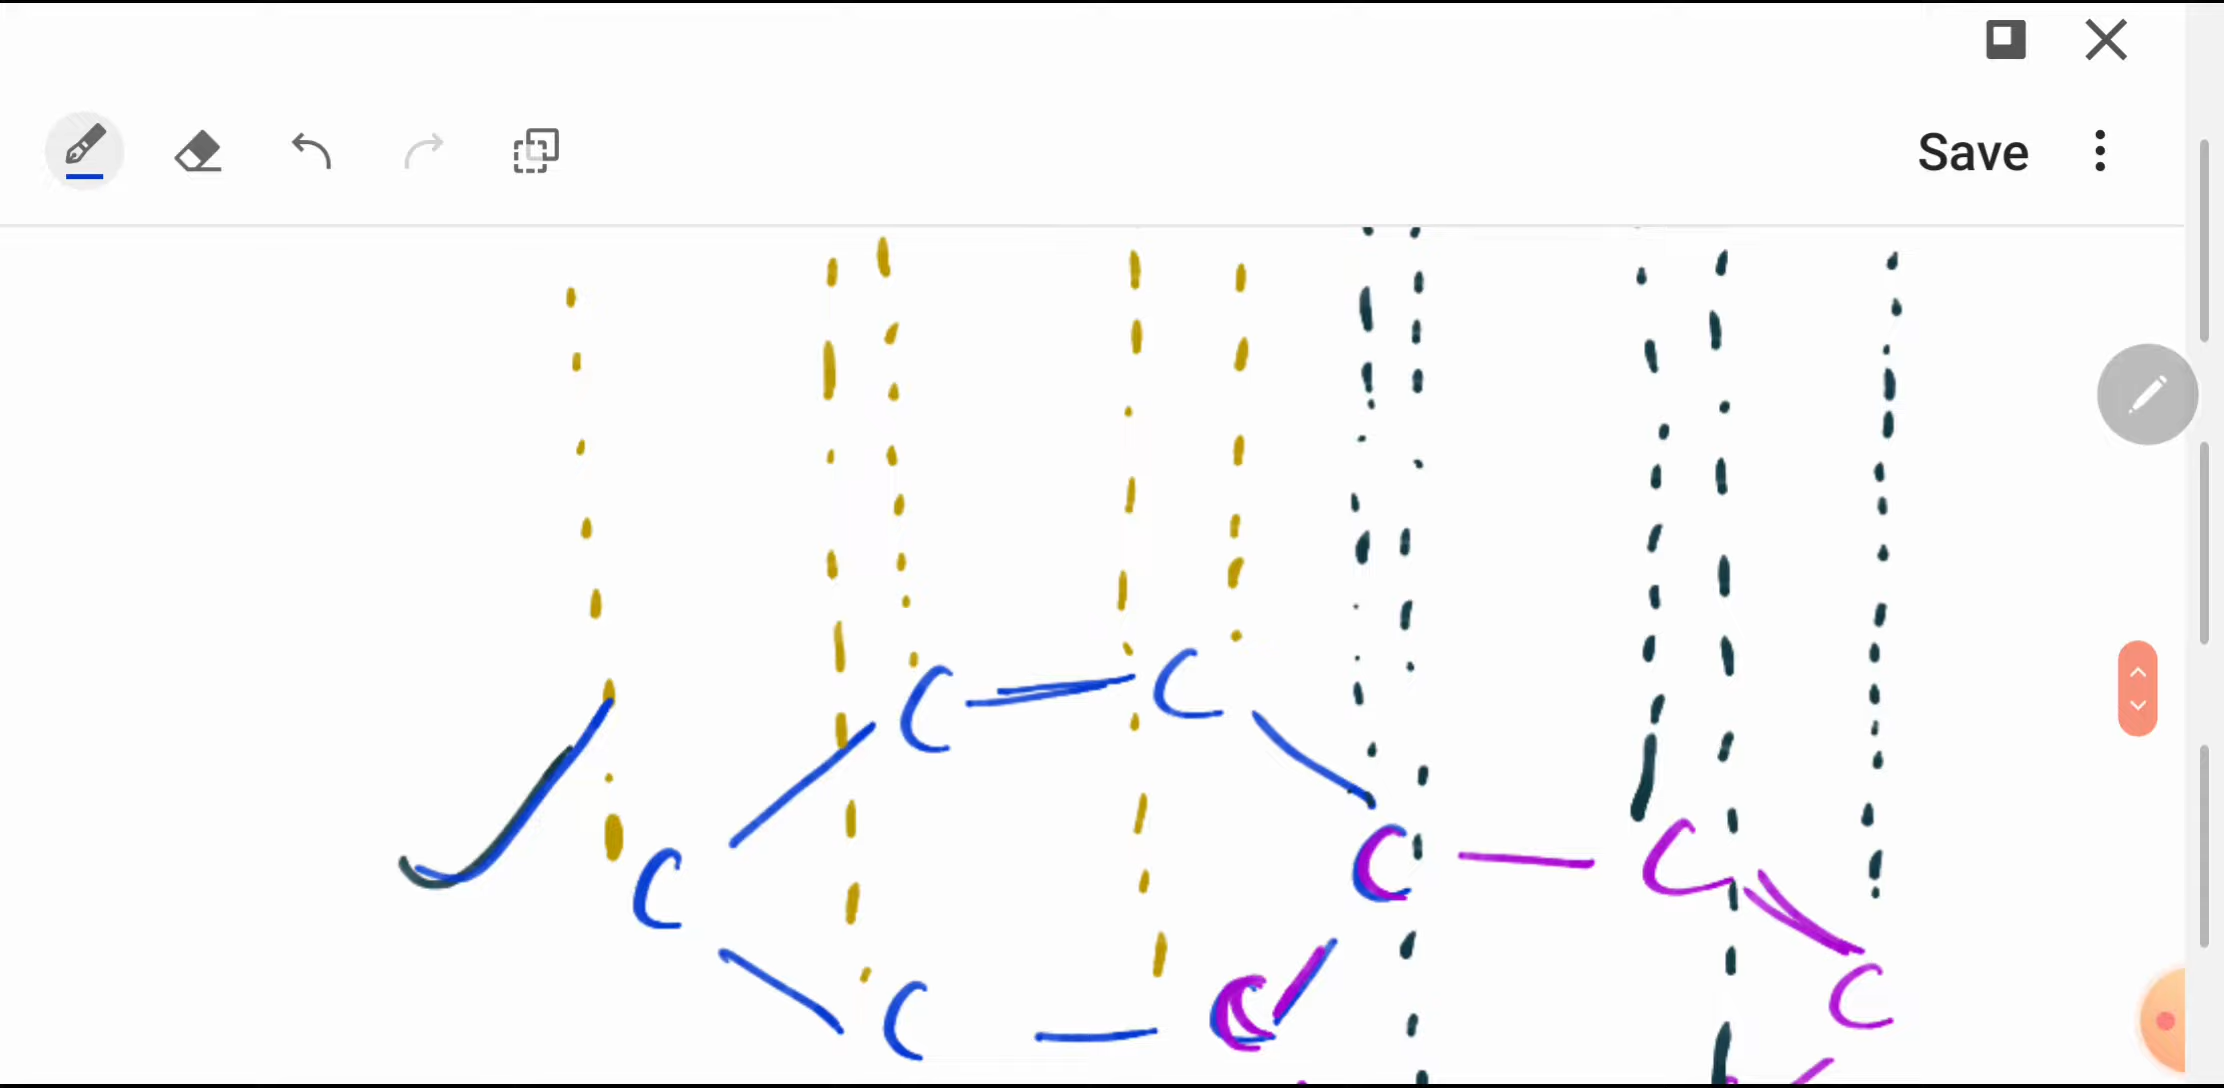 Save
C = C
C C — C
C — C C